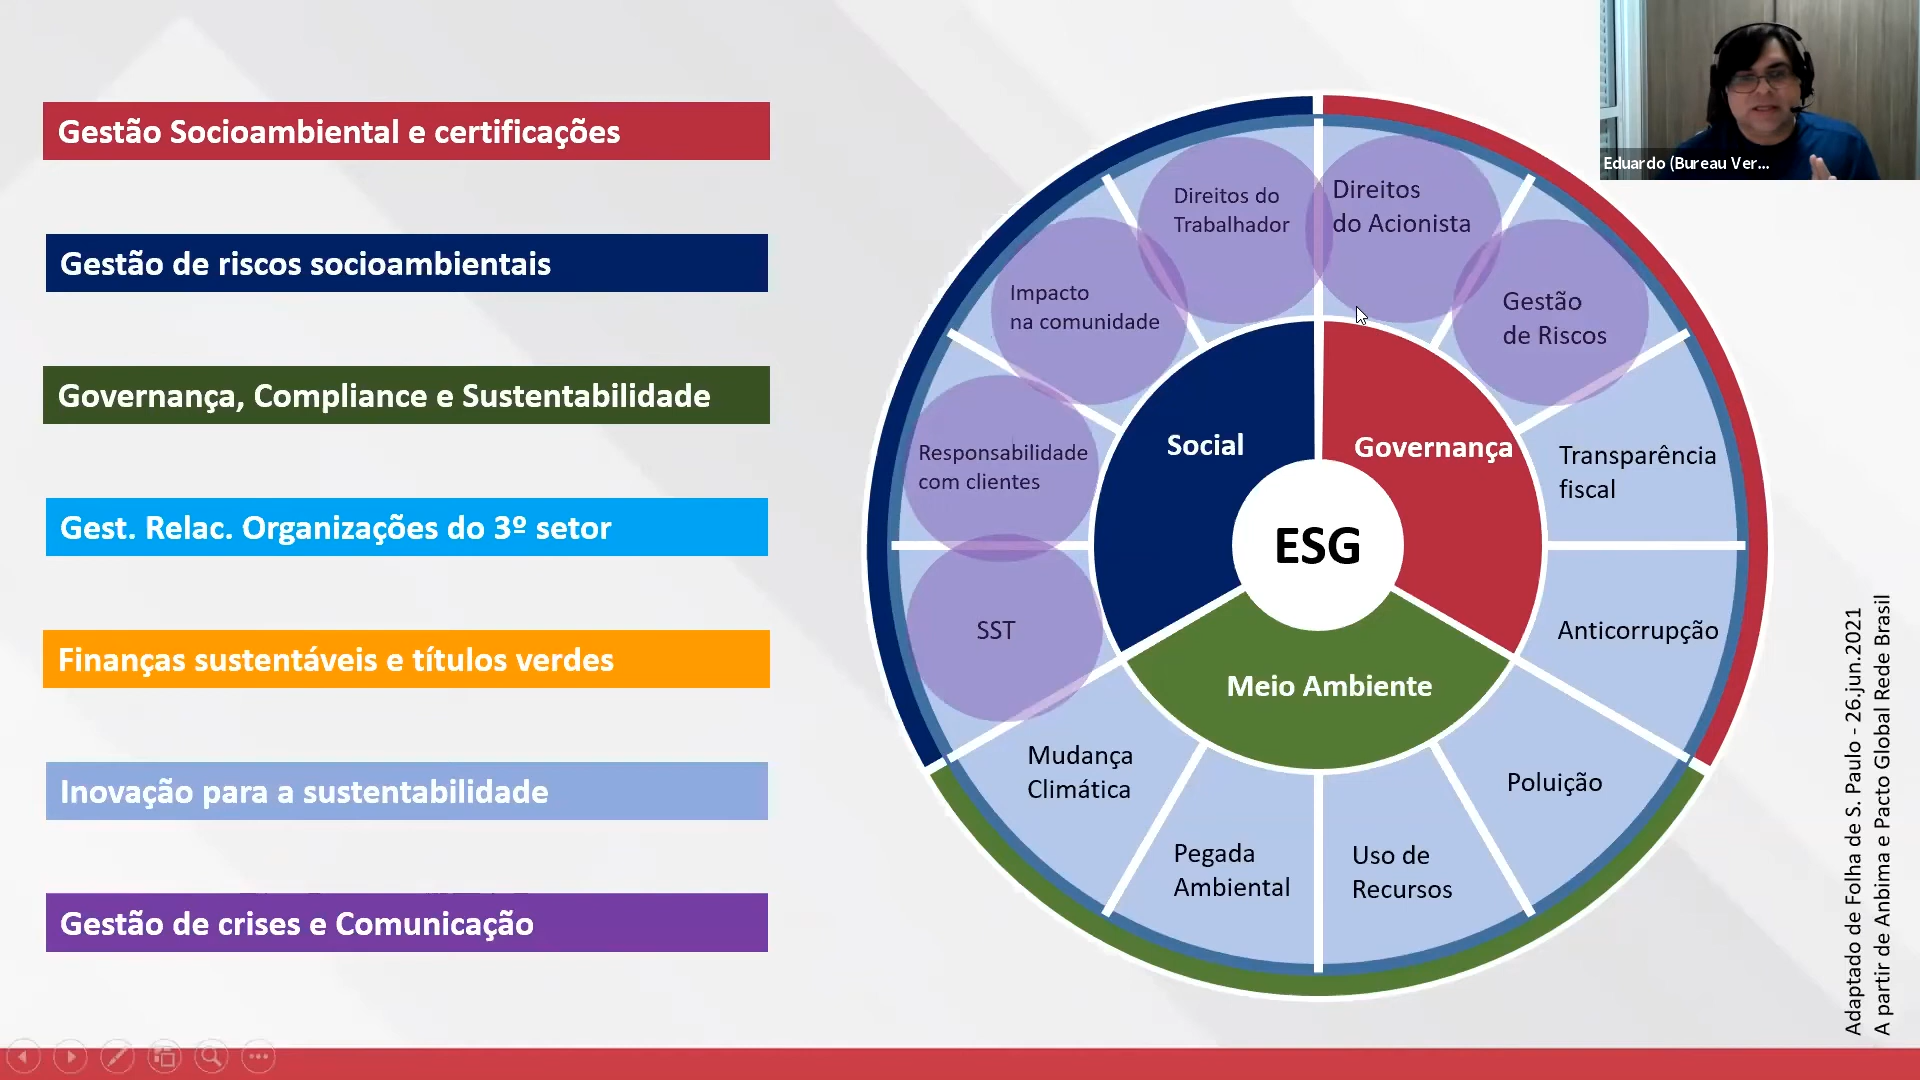 Gestão Socioambiental e certificações
Gestão de riscos socioambientais
Governança, Compliance e Sustentabilidade
Gest. Relac. Organizações do 3º setor
Finanças sustentáveis e títulos verdes
Inovação para a sustentabilidade
Gestão de crises e Comunicação
Direitos do
Trabalhador
Direitos
do Acionista
Impacto
na comunidade
Gestão
de Riscos
Responsabilidade
com clientes
Social
Governança
Transparência
fiscal
ESG
SST
Anticorrupção
Meio Ambiente
Mudança
Climática
Poluição
Pegada
Ambiental
Uso de
Recursos
Eduardo (Bureau Ver...
Adaptado de Folha de S. Paulo - 26.jun.2021
A partir de Anbima e Pacto Global Rede Brasil